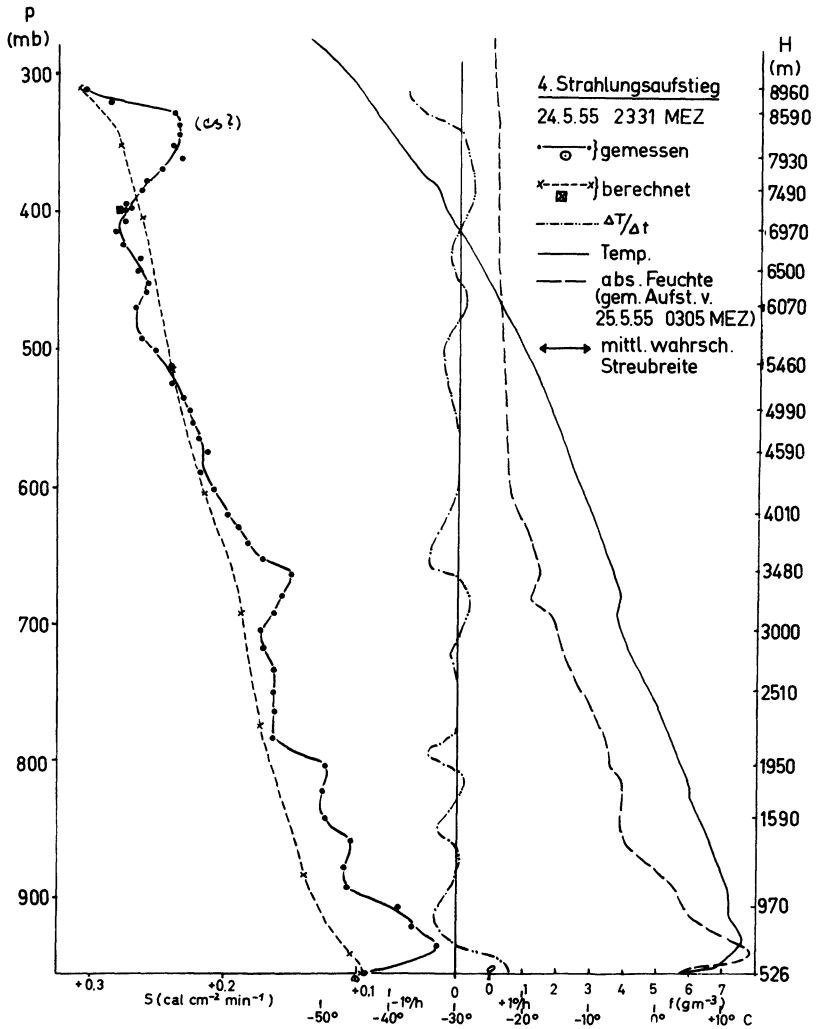 p
(mb)
300
400
500
600
700
800
900
(cs?)
4. Strahlungsaufstieg
24.5.55 2331 MEZ
} gemessen
} berechnet
ΔT/Δt
Temp.
abs. Feuchte
(gem. Aufst. v.
25.5.55 0305 MEZ)
mittl. wahrsch.
Streubreite
H
(m)
8960
8590
7930
7490
6970
6500
6070
5460
4990
4590
4010
3480
3000
2510
1950
1590
970
526
+0.3 0.2 +0.1 0 0 1 2 3 4 5 6 7
S (cal cm⁻² min⁻¹) -1°/h +1°/h f(gm⁻³)
-50° -40° -30° -20° -10° 0° +10° C